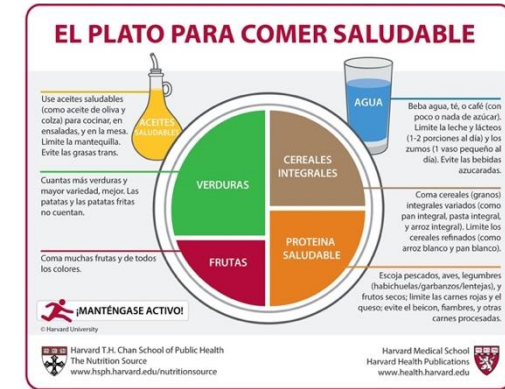 EL PLATO PARA COMER SALUDABLE
Use aceites saludables
(como aceite de oliva y
colza) para cocinar, en
ensaladas, y en la mesa.
Limite la mantequilla.
Evite las grasas trans.
ACEITES
SALUDABLES
AGUA
Beba agua, té, o café (con
poco o nada de azúcar).
Limite la leche y lácteos
(1-2 porciones al día) y los
zumos (1 vaso pequeño al
día). Evite las bebidas
azucaradas.
Cuantas más verduras y
mayor variedad, mejor. Las
patatas y las patatas fritas
no cuentan.
VERDURAS
CEREALES
INTEGRALES
Coma cereales (granos)
integrales variados (como
pan integral, pasta integral,
y arroz integral). Limite los
cereales refinados (como
arroz blanco y pan blanco).
Coma muchas frutas y de todos
los colores.
FRUTAS
PROTEINA
SALUDABLE
Escoja pescados, aves, legumbres
(habichuelas/garbanzos/lentejas), y
frutos secos; limite las carnes rojas y el
queso; evite el beicon, fiambres, y otras
carnes procesadas.
¡MANTÉNGASE ACTIVO!
© Harvard University
Harvard T.H. Chan School of Public Health
The Nutrition Source
www.hsph.harvard.edu/nutritionsource
Harvard Medical School
Harvard Health Publications
www.health.harvard.edu